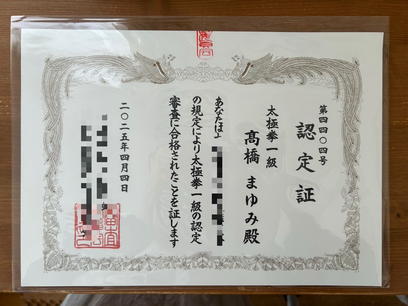 第四四〇四号
認定証
太極拳一級
髙橋 まゆみ殿
あなたは
の規定により太極拳一級の認定
審査に合格されたことを証します
二〇二五年四月四日